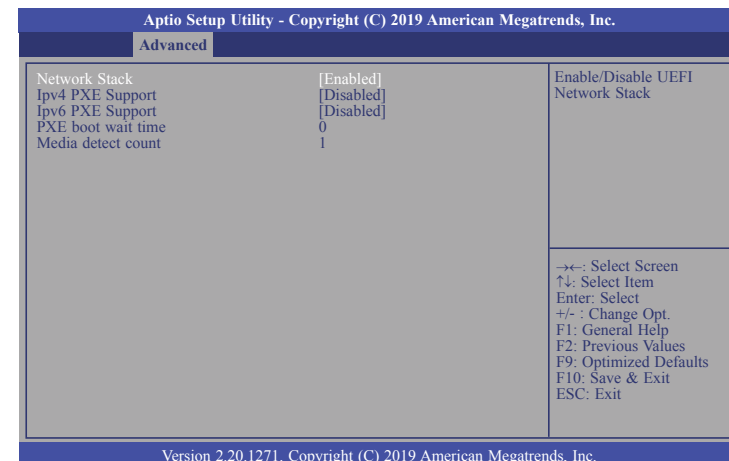 Aptio Setup Utility - Copyright (C) 2019 American Megatrends, Inc.
Advanced
Network Stack [Enabled]
Ipv4 PXE Support [Disabled]
Ipv6 PXE Support [Disabled]
PXE boot wait time 0
Media detect count 1
Enable/Disable UEFI
Network Stack
→←: Select Screen
↑↓: Select Item
Enter: Select
+/- : Change Opt.
F1: General Help
F2: Previous Values
F9: Optimized Defaults
F10: Save & Exit
ESC: Exit
Version 2.20.1271. Copyright (C) 2019 American Megatrends, Inc.